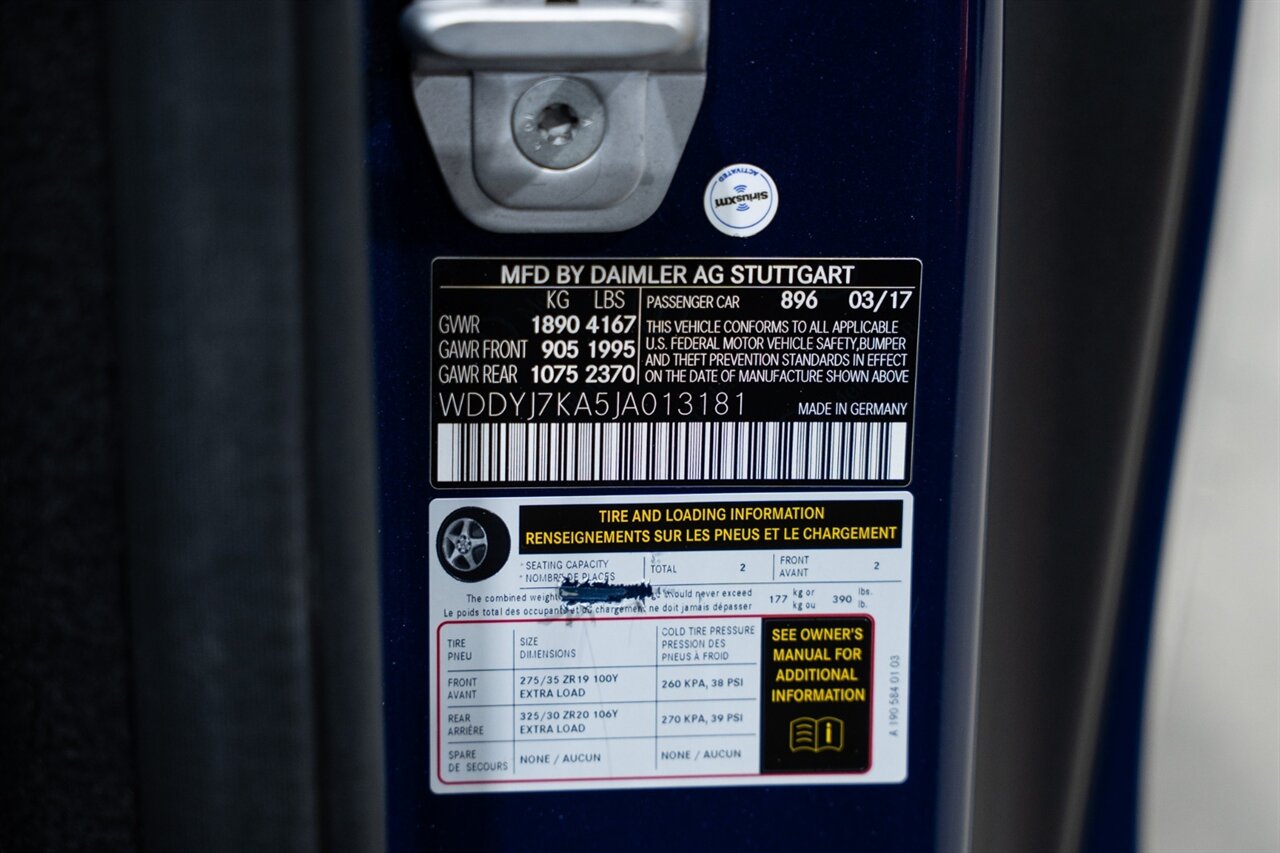 SiriusXM
ACTIVATED
MFD BY DAIMLER AG STUTTGART
KG LBS
GVWR 1890 4167
GAWR FRONT 905 1995
GAWR REAR 1075 2370
PASSENGER CAR 896 03/17
THIS VEHICLE CONFORMS TO ALL APPLICABLE
U.S. FEDERAL MOTOR VEHICLE SAFETY,BUMPER
AND THEFT PREVENTION STANDARDS IN EFFECT
ON THE DATE OF MANUFACTURE SHOWN ABOVE
WDDYJ7KA5JA013181 MADE IN GERMANY
TIRE AND LOADING INFORMATION
RENSEIGNEMENTS SUR LES PNEUS ET LE CHARGEMENT
SEATING CAPACITY TOTAL 2 FRONT 2
NOMBRE DE PLACES AVANT
The combined weight should never exceed 177 kg or 390 lbs.
Le poids total des occupants et du chargement ne doit jamais dépasser kg ou lb.
TIRE SIZE COLD TIRE PRESSURE
PNEU DIMENSIONS PRESSION DES
PNEUS À FROID
FRONT 275/35 ZR19 100Y 260 KPA, 38 PSI
AVANT EXTRA LOAD
REAR 325/30 ZR20 106Y 270 KPA, 39 PSI
ARRIÈRE EXTRA LOAD
SPARE NONE / AUCUN NONE / AUCUN
DE SECOURS
SEE OWNER'S
MANUAL FOR
ADDITIONAL
INFORMATION
A 190 584 01 03